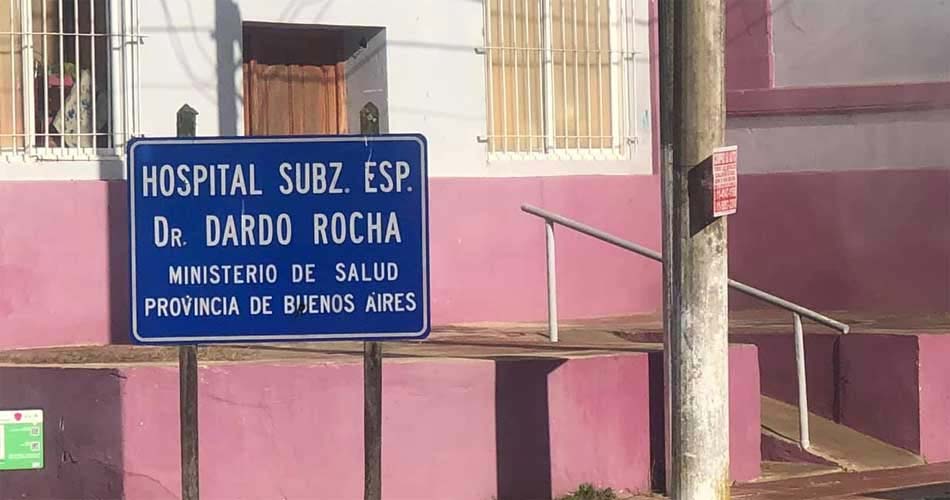 HOSPITAL SUBZ. ESP.
DR. DARDO ROCHA
MINISTERIO DE SALUD
PROVINCIA DE BUENOS AIRES